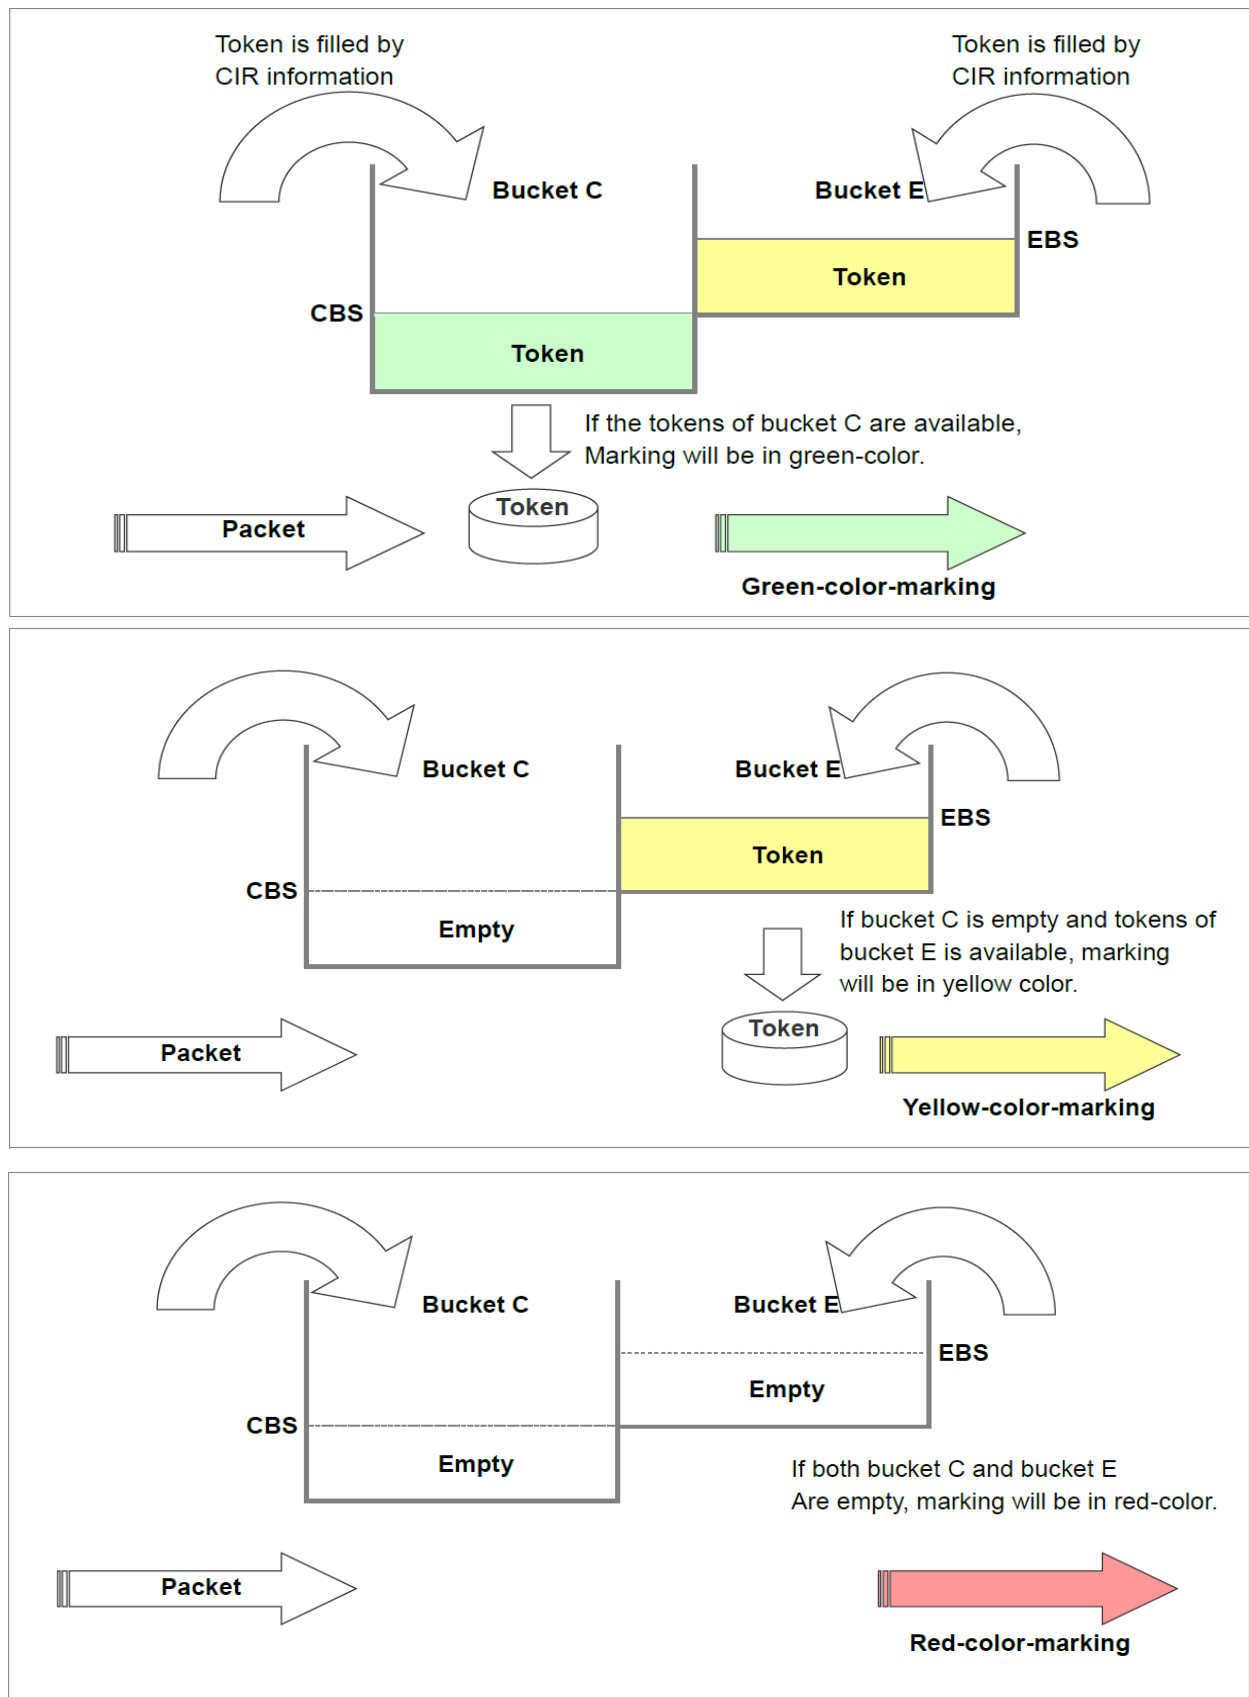 Token is filled by
CIR information
Token is filled by
CIR information
Bucket C
Bucket E
EBS
Token
CBS
Token
If the tokens of bucket C are available,
Marking will be in green-color.
Token
Packet
Green-color-marking
Bucket C
Bucket E
EBS
Token
CBS
Empty
If bucket C is empty and tokens of
bucket E is available, marking
will be in yellow color.
Token
Packet
Yellow-color-marking
Bucket C
Bucket E
EBS
Empty
CBS
Empty
If both bucket C and bucket E
Are empty, marking will be in red-color.
Packet
Red-color-marking